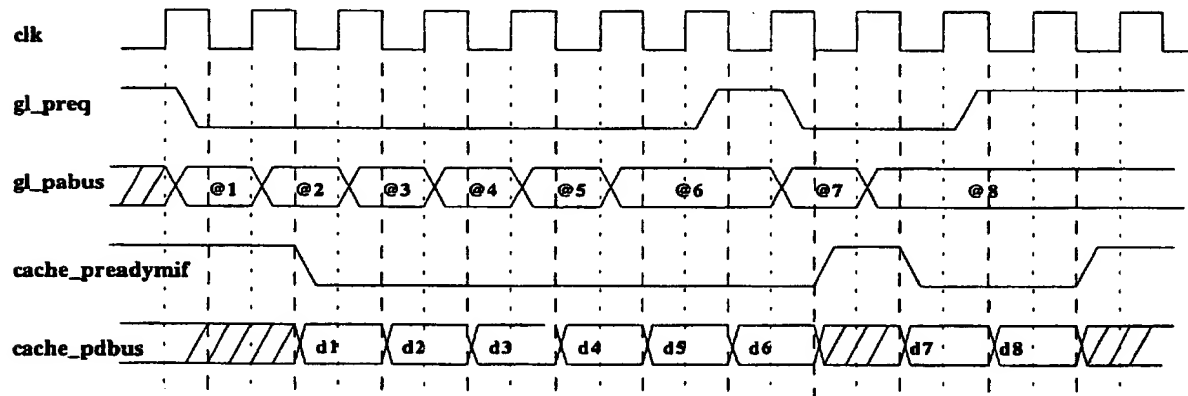 clk
gl_preq
gl_pabus @1 @2 @3 @4 @5 @6 @7 @8
cache_preadymif
cache_pdbus d1 d2 d3 d4 d5 d6 d7 d8